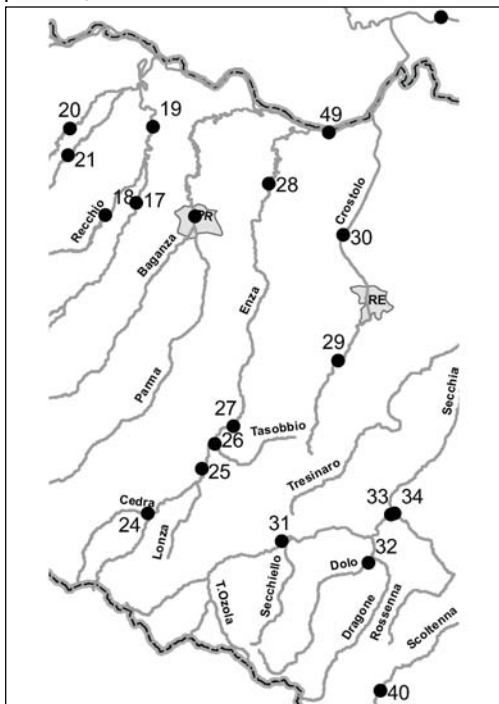 20
19
21
49
28
18
17
Recchio
PR
Crostolo
30
Baganza
Enza
RE
29
Parma
Secchia
27
26
Tasobbio
25
Tresinaro
Cedra
24
Lonza
33
34
31
32
Dolo
Secchiello
T.Ozola
Dragone
Rossenna
Scoltenna
40